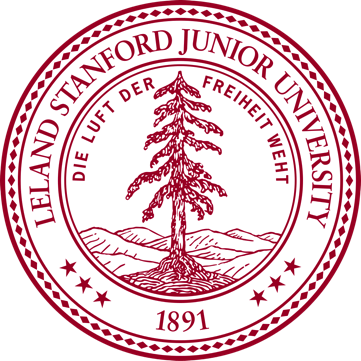 LELAND STANFORD JUNIOR UNIVERSITY
DIE LUFT DER FREIHEIT WEHT
1891